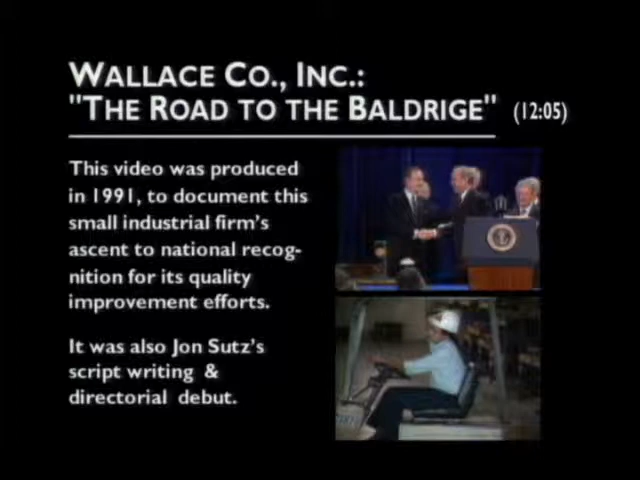 WALLACE CO., INC.:
"THE ROAD TO THE BALDRIGE" (12:05)
This video was produced
in 1991, to document this
small industrial firm's
ascent to national recog-
nition for its quality
improvement efforts.
It was also Jon Sutz's
script writing &
directorial debut.